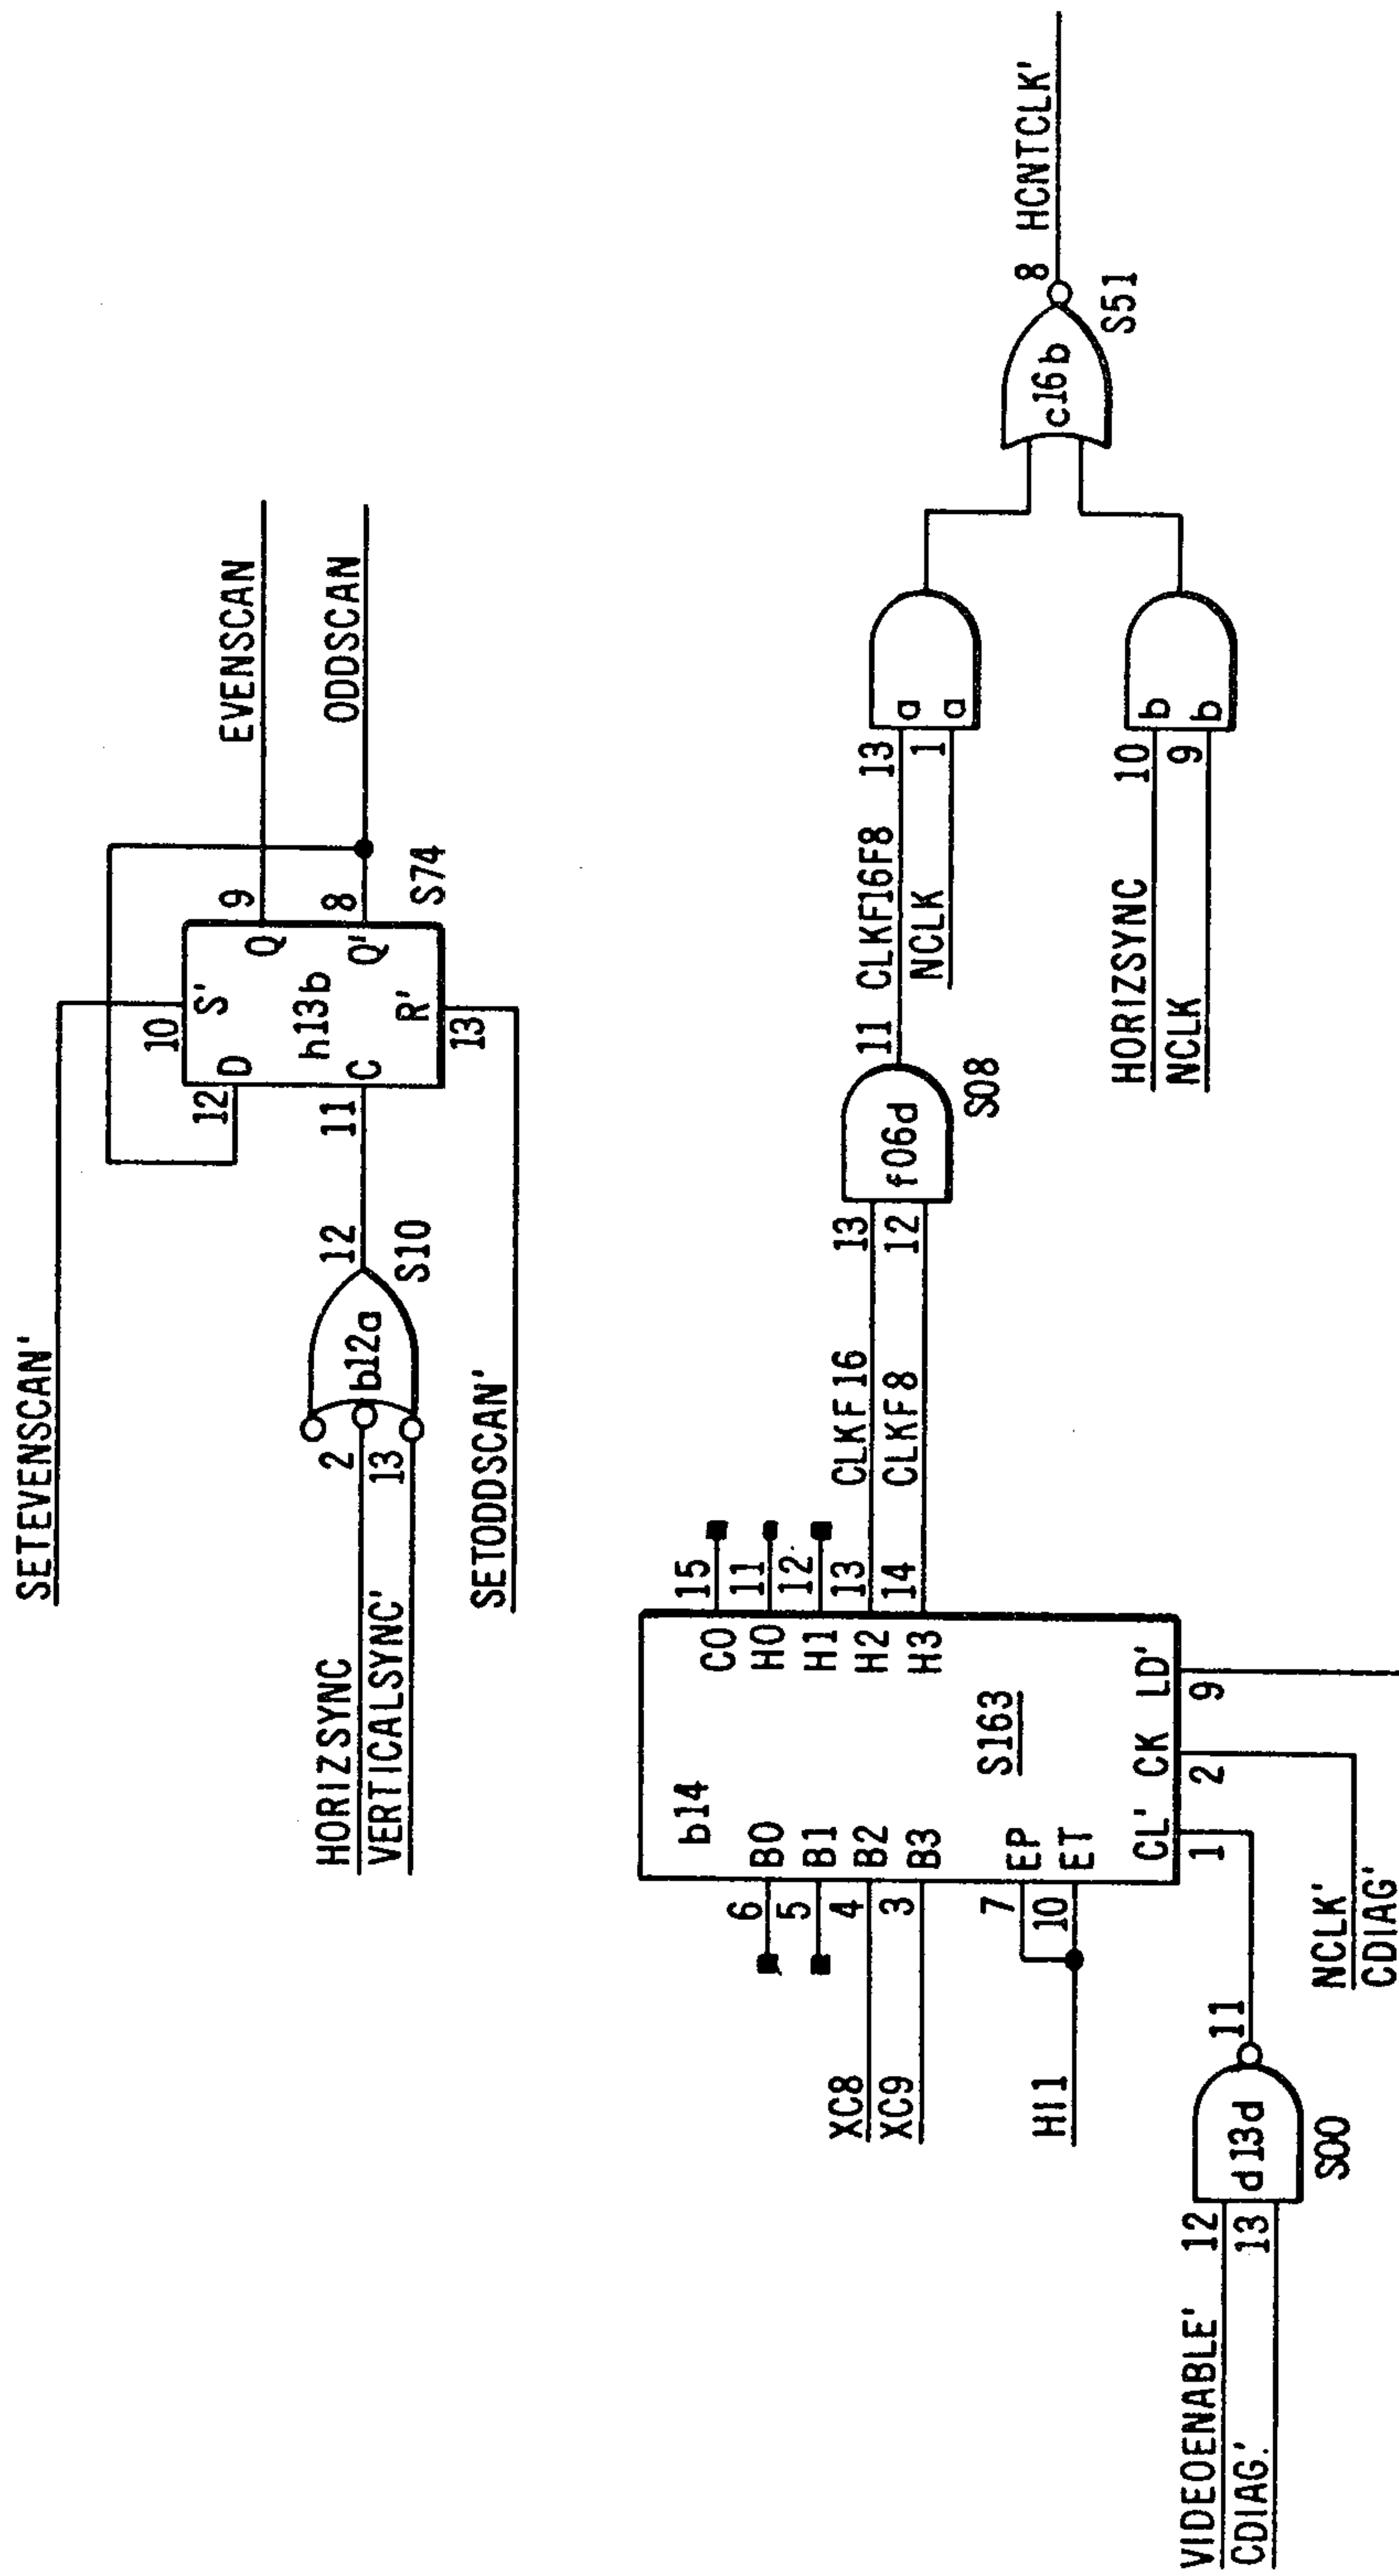 SETEVENSCAN'
10
S'
EVENSCAN
12 D
Q 9
h13b
HORIZSYNC
2
b12a
12
11 C
Q' 8
ODDSCAN
VERTICALSYNC'
13
S10
R'
S74
13
SETODDSCAN'
b14
CO 15
6 B0
H0 11
5 B1
H1 12
XC8
4 B2
H2 13
CLKF16
13
f06d
11 CLKF16F8 13
a
XC9
3 B3
H3 14
CLKF8
12
NCLK
1
a
S08
S163
7 EP
HI1
10 ET
CL' CK LD'
1 2 9
c16b
8 HCNTCLK'
S51
HORIZSYNC
10
b
NCLK
9
b
VIDEOENABLE' 12
d13d
11
CDIAG.' 13
S00
NCLK'
CDIAG'